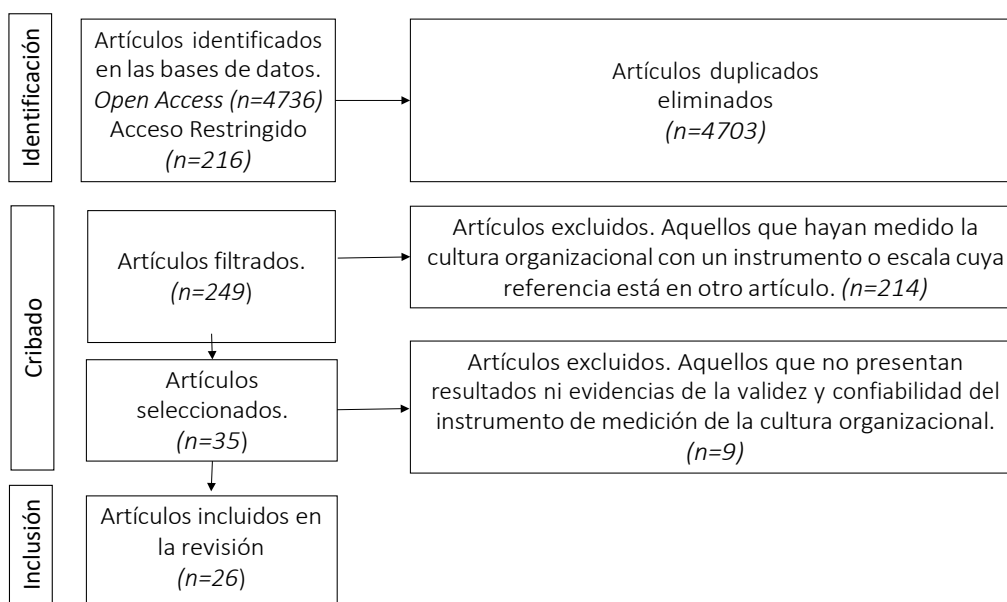 Identificación
Artículos identificados
en las bases de datos.
Open Access (n=4736)
Acceso Restringido
(n=216)
Artículos duplicados
eliminados
(n=4703)
Cribado
Artículos filtrados.
(n=249)
Artículos excluidos. Aquellos que hayan medido la
cultura organizacional con un instrumento o escala cuya
referencia está en otro artículo. (n=214)
Artículos
seleccionados.
(n=35)
Artículos excluidos. Aquellos que no presentan
resultados ni evidencias de la validez y confiabilidad del
instrumento de medición de la cultura organizacional.
(n=9)
Inclusión
Artículos incluidos en
la revisión
(n=26)